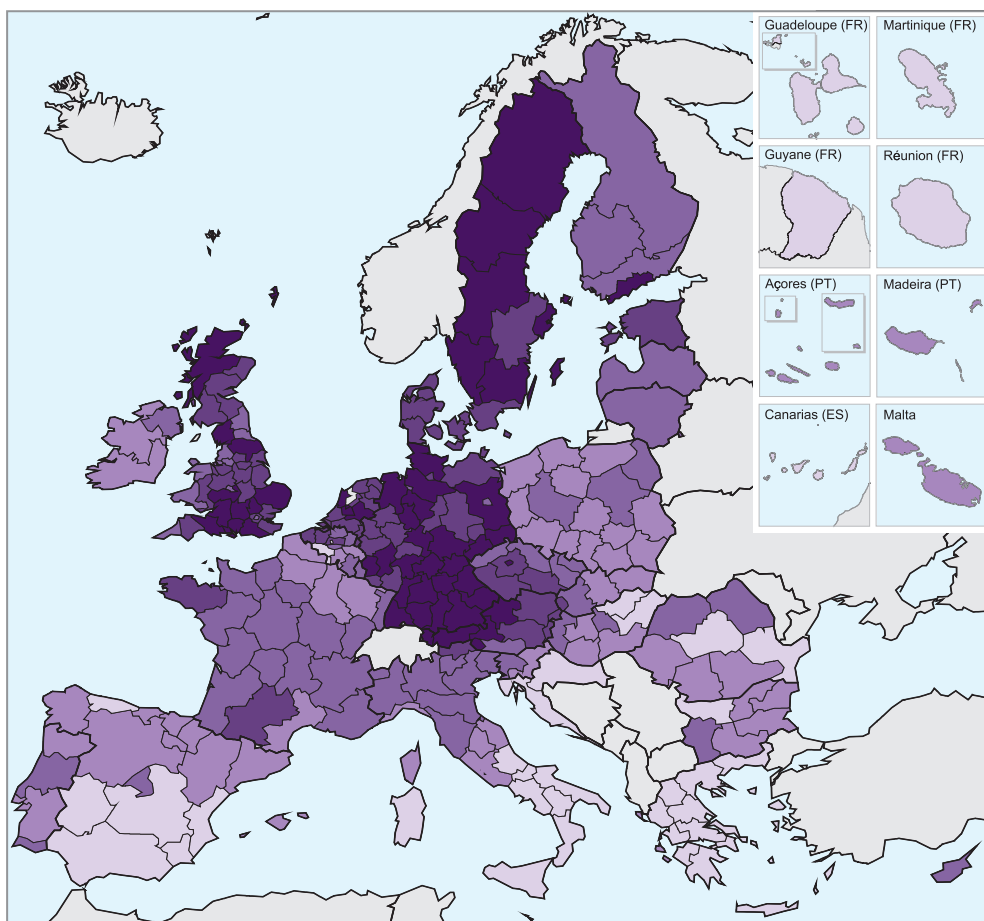 Guadeloupe (FR)
Martinique (FR)
Guyane (FR)
Réunion (FR)
Açores (PT)
Madeira (PT)
Canarias (ES)
Malta